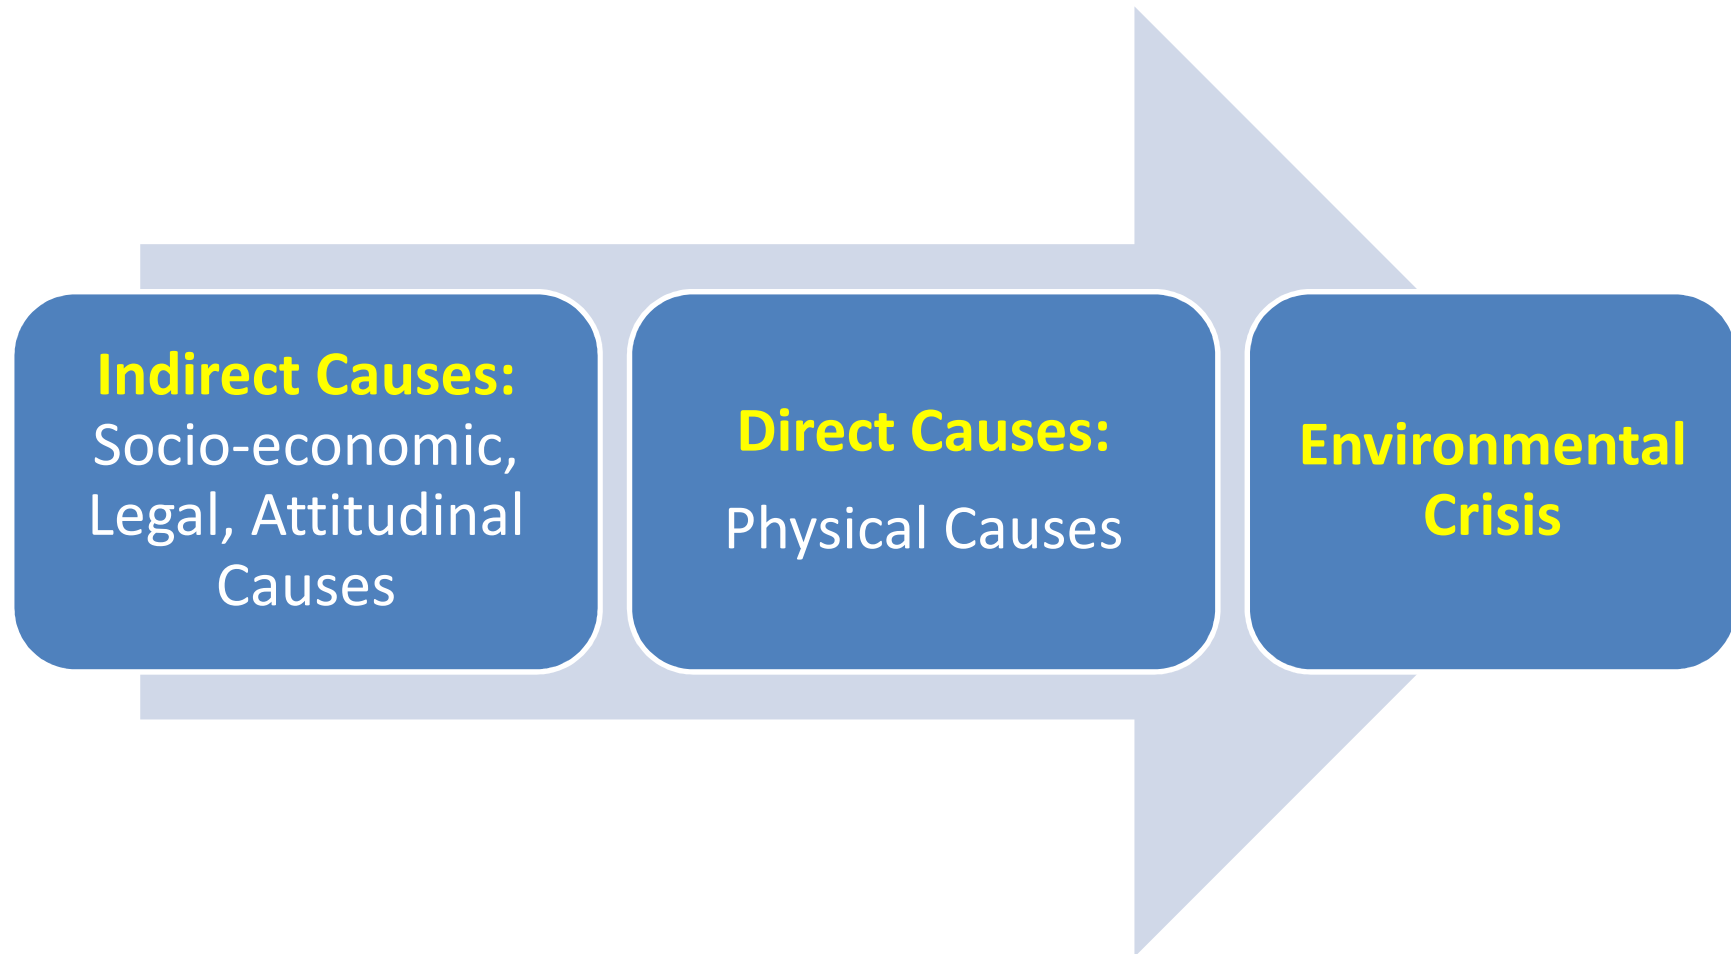 Indirect Causes:
Socio-economic,
Legal, Attitudinal
Causes
Direct Causes:
Physical Causes
Environmental
Crisis